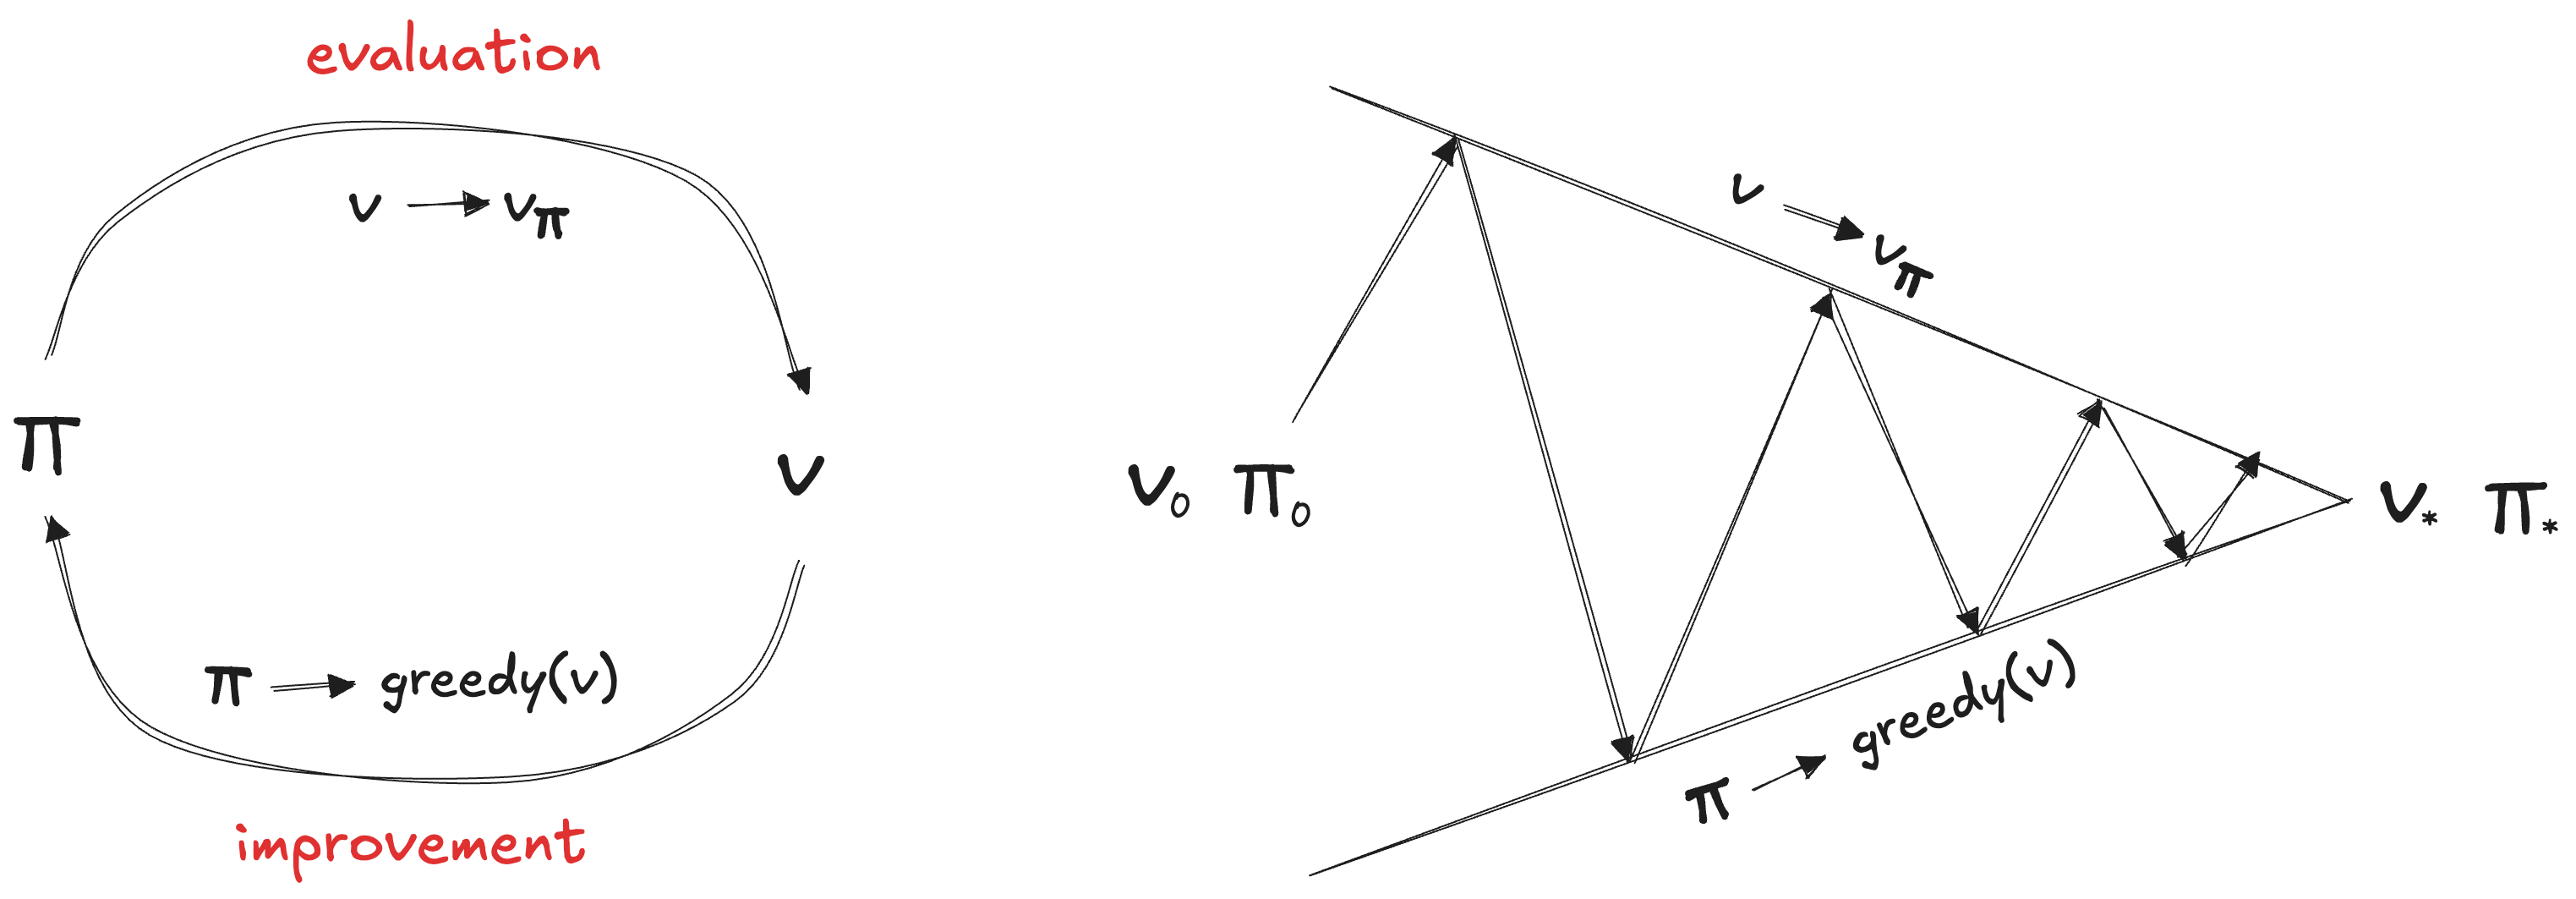 evaluation
v → vπ
π
v
π → greedy(v)
improvement
v → vπ
v₀ π₀
v* π*
π → greedy(v)